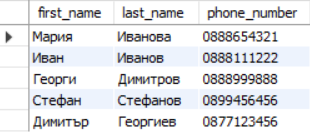 first_name last_name phone_number
Мария Иванова 0888654321
Иван Иванов 0888111222
Георги Димитров 0888999888
Стефан Стефанов 0899456456
Димитър Георгиев 0877123456